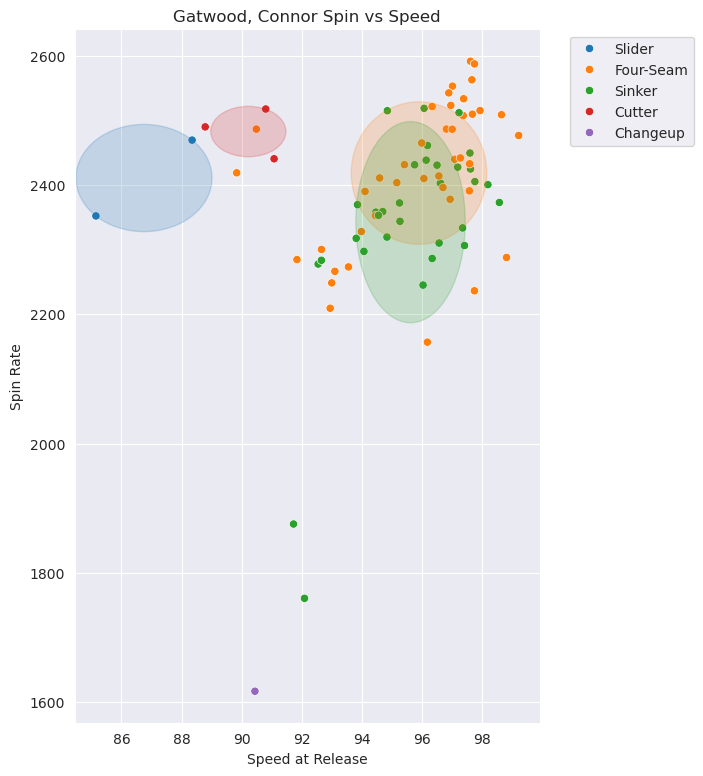 Gatwood, Connor Spin vs Speed
Slider
Four-Seam
Sinker
Cutter
Changeup
2600
2400
2200
2000
1800
1600
Spin Rate
86 88 90 92 94 96 98
Speed at Release